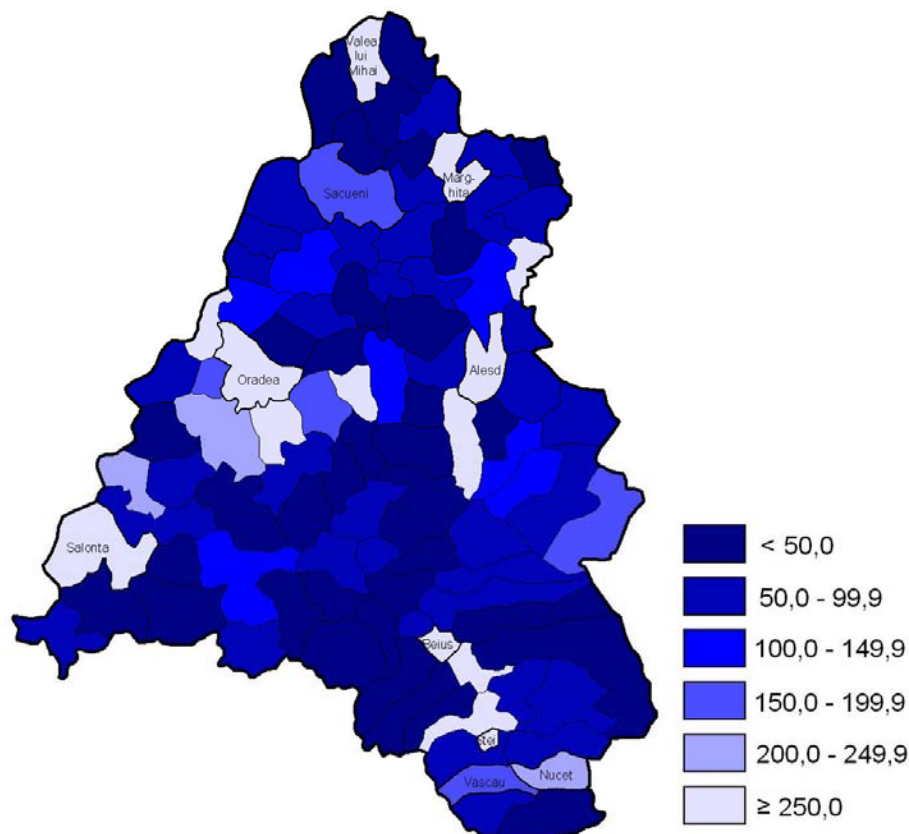 Valea
lui
Mihai
Marg-
hita
Sacueni
Alesd
Oradea
Salonta
Beius
Stei
Vascau
Nucet
< 50,0
50,0 - 99,9
100,0 - 149,9
150,0 - 199,9
200,0 - 249,9
≥ 250,0